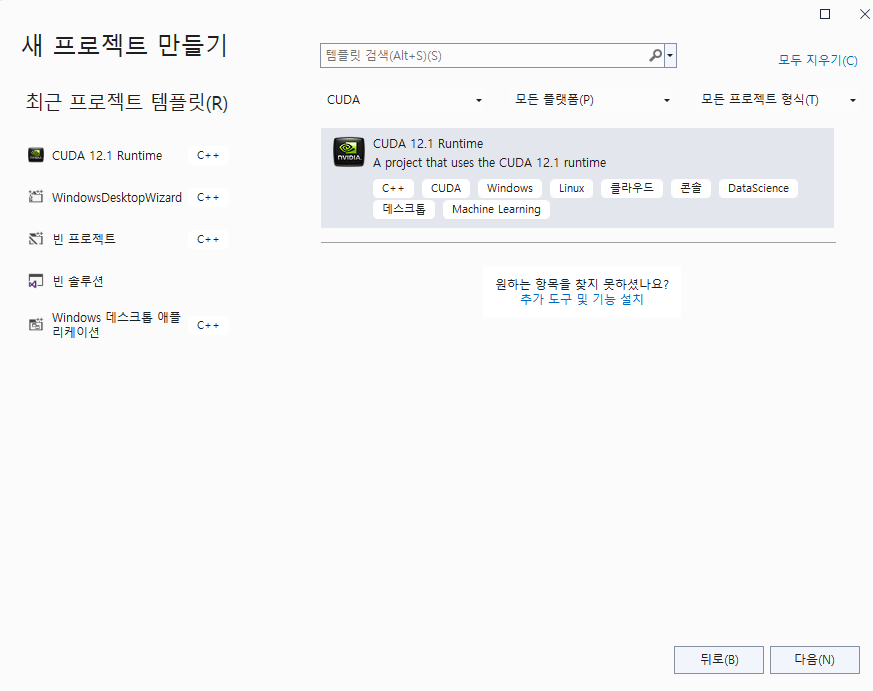 새 프로젝트 만들기
최근 프로젝트 템플릿(R)
CUDA 12.1 Runtime C++
WindowsDesktopWizard C++
빈 프로젝트 C++
빈 솔루션
Windows 데스크톱 애플
리케이션 C++
템플릿 검색(Alt+S)(S)
모두 지우기(C)
CUDA 모든 플랫폼(P) 모든 프로젝트 형식(T)
NVIDIA.
CUDA 12.1 Runtime
A project that uses the CUDA 12.1 runtime
C++ CUDA Windows Linux 클라우드 콘솔 DataScience
데스크톱 Machine Learning
원하는 항목을 찾지 못하셨나요?
추가 도구 및 기능 설치
뒤로(B) 다음(N)